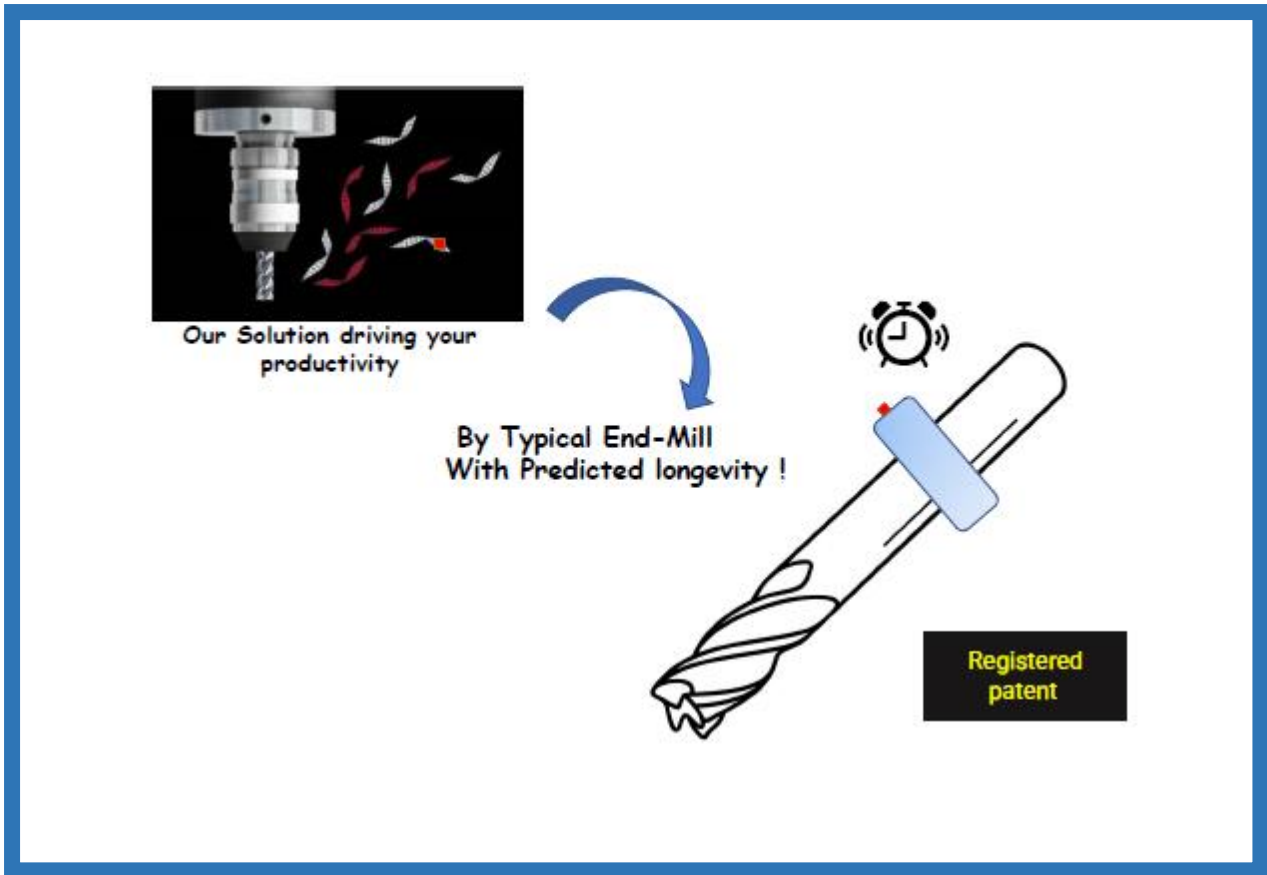 Our Solution driving your
productivity
By Typical End-Mill
With Predicted longevity !
Registered
patent